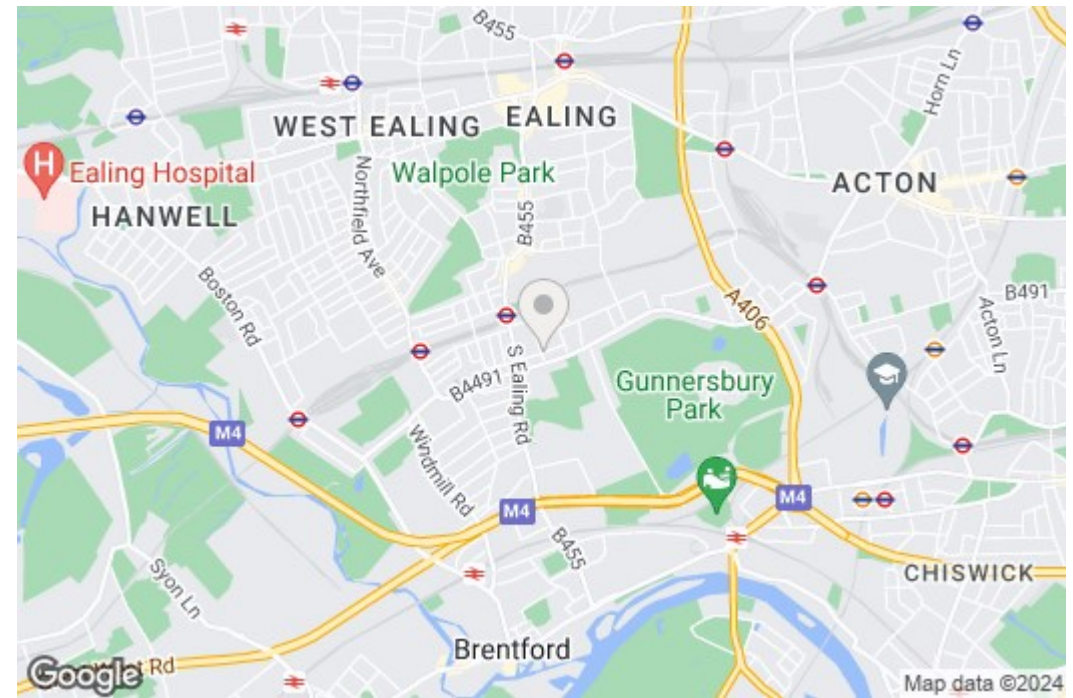 B455
Horn Ln
EALING
WEST EALING
Ealing Hospital
H
Walpole Park
ACTON
HANWELL
Northfield Ave
B455
Boston Rd
A406
B491
Acton Ln
S Ealing Rd
B4491
Gunnersbury
Park
M4
Windmill Rd
M4
M4
B455
Syon Ln
CHISWICK
Brentford
Rd
Google
Map data ©2024